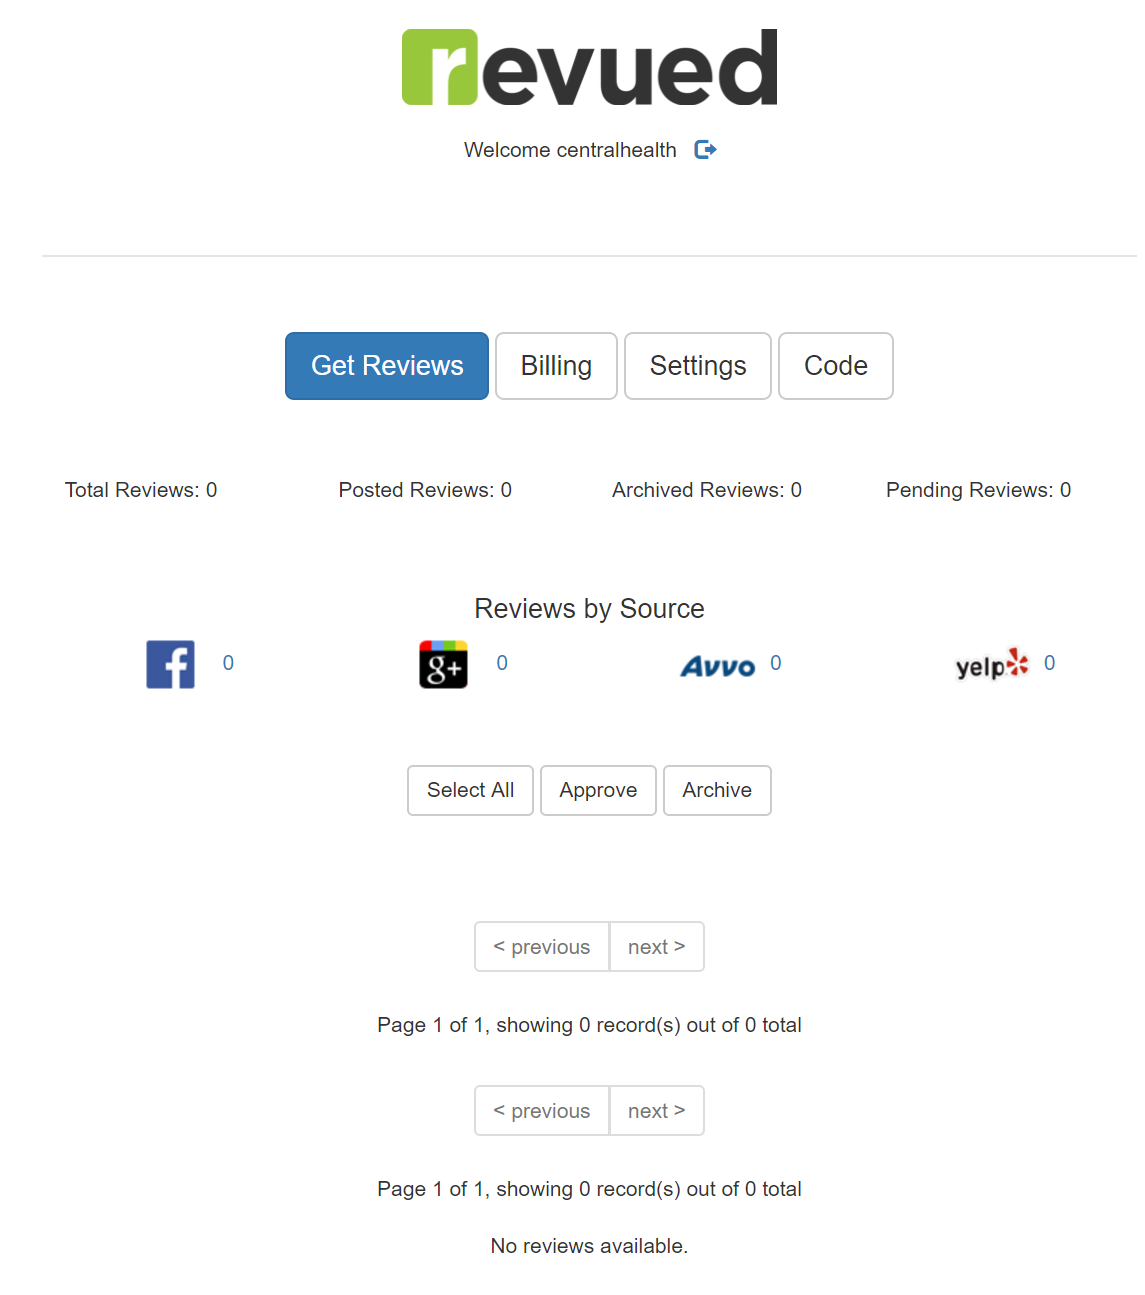 revued
Welcome centralhealth
Get Reviews Billing Settings Code
Total Reviews: 0 Posted Reviews: 0 Archived Reviews: 0 Pending Reviews: 0
Reviews by Source
f 0 g+ 0 Avvo 0 yelp 0
Select All Approve Archive
< previous next >
Page 1 of 1, showing 0 record(s) out of 0 total
< previous next >
Page 1 of 1, showing 0 record(s) out of 0 total
No reviews available.